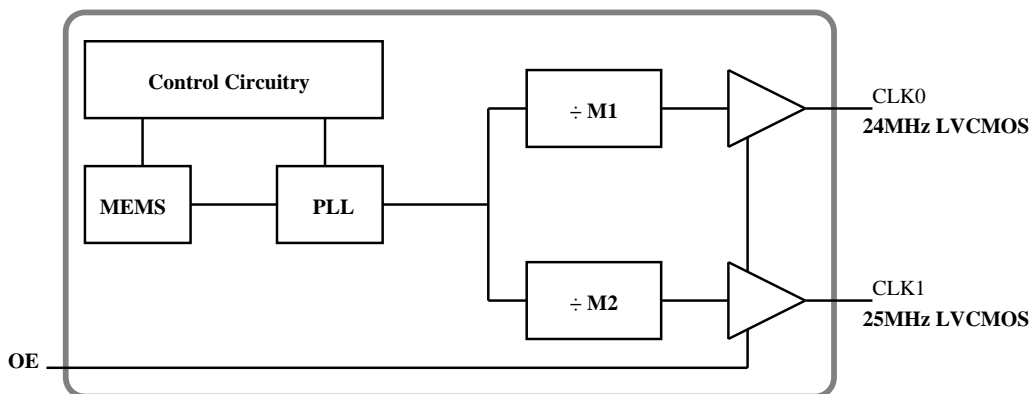 Control Circuitry
MEMS
PLL
÷ M1
÷ M2
CLK0
24MHz LVCMOS
CLK1
25MHz LVCMOS
OE